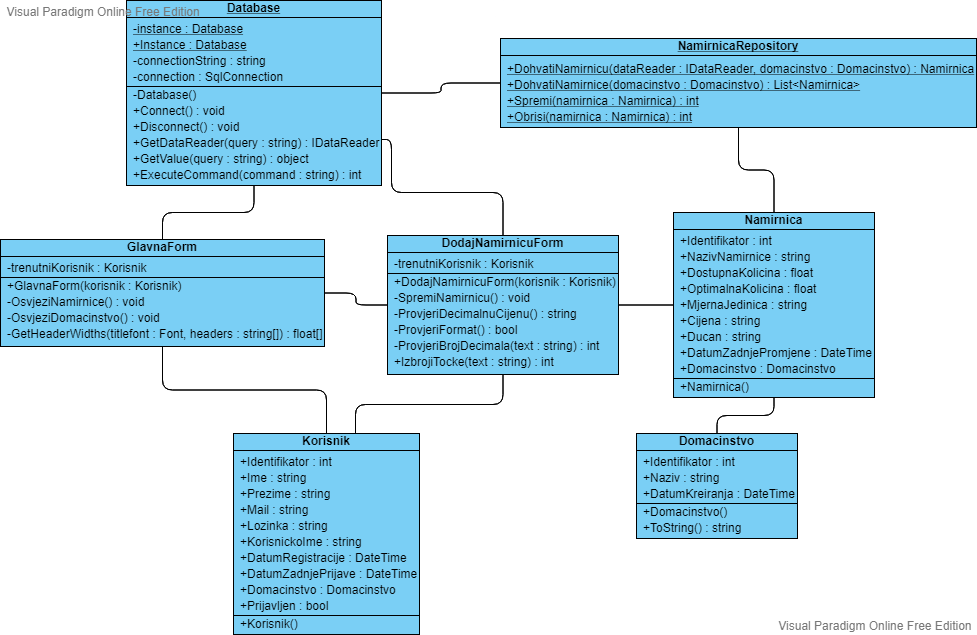 Visual Paradigm Online Free Edition
Database
-instance : Database
+Instance : Database
-connectionString : string
-connection : SqlConnection
-Database()
+Connect() : void
+Disconnect() : void
+GetDataReader(query : string) : IDataReader
+GetValue(query : string) : object
+ExecuteCommand(command : string) : int
NamirnicaRepository
+DohvatiNamirnicu(dataReader : IDataReader, domacinstvo : Domacinstvo) : Namirnica
+DohvatiNamirnice(domacinstvo : Domacinstvo) : List<Namirnica>
+Spremi(namirnica : Namirnica) : int
+Obrisi(namirnica : Namirnica) : int
GlavnaForm
-trenutniKorisnik : Korisnik
+GlavnaForm(korisnik : Korisnik)
-OsvjeziNamirnice() : void
-OsvjeziDomacinstvo() : void
-GetHeaderWidths(titlefont : Font, headers : string[]) : float[]
DodajNamirnicuForm
-trenutniKorisnik : Korisnik
+DodajNamirnicuForm(korisnik : Korisnik)
-SpremiNamirnicu() : void
-ProvjeriDecimalnuCijenu() : string
-ProvjeriFormat() : bool
-ProvjeriBrojDecimala(text : string) : int
+IzbrojiTocke(text : string) : int
Namirnica
+Identifikator : int
+NazivNamirnice : string
+DostupnaKolicina : float
+OptimalnaKolicina : float
+MjernaJedinica : string
+Cijena : string
+Ducan : string
+DatumZadnjePromjene : DateTime
+Domacinstvo : Domacinstvo
+Namirnica()
Korisnik
+Identifikator : int
+Ime : string
+Prezime : string
+Mail : string
+Lozinka : string
+KorisnickoIme : string
+DatumRegistracije : DateTime
+DatumZadnjePrijave : DateTime
+Domacinstvo : Domacinstvo
+Prijavljen : bool
+Korisnik()
Domacinstvo
+Identifikator : int
+Naziv : string
+DatumKreiranja : DateTime
+Domacinstvo()
+ToString() : string
Visual Paradigm Online Free Edition